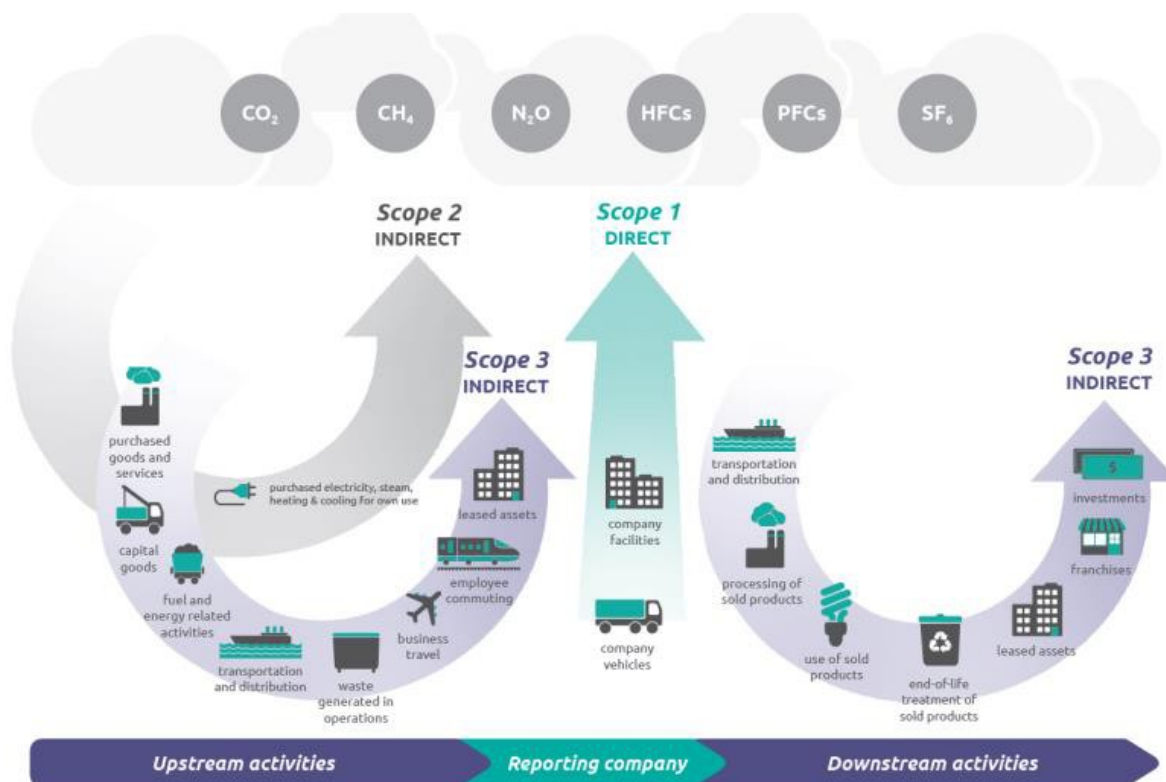 CO₂
CH₄
N₂O
HFCs
PFCs
SF₆
Scope 2
INDIRECT
Scope 1
DIRECT
Scope 3
INDIRECT
Scope 3
INDIRECT
purchased
goods and
services
capital
goods
fuel and
energy related
activities
purchased electricity, steam,
heating & cooling for own use
transportation
and distribution
waste
generated in
operations
business
travel
employee
commuting
leased assets
company
facilities
company
vehicles
transportation
and distribution
processing of
sold products
use of sold
products
end-of-life
treatment of
sold products
leased assets
franchises
$
investments
Upstream activities
Reporting company
Downstream activities